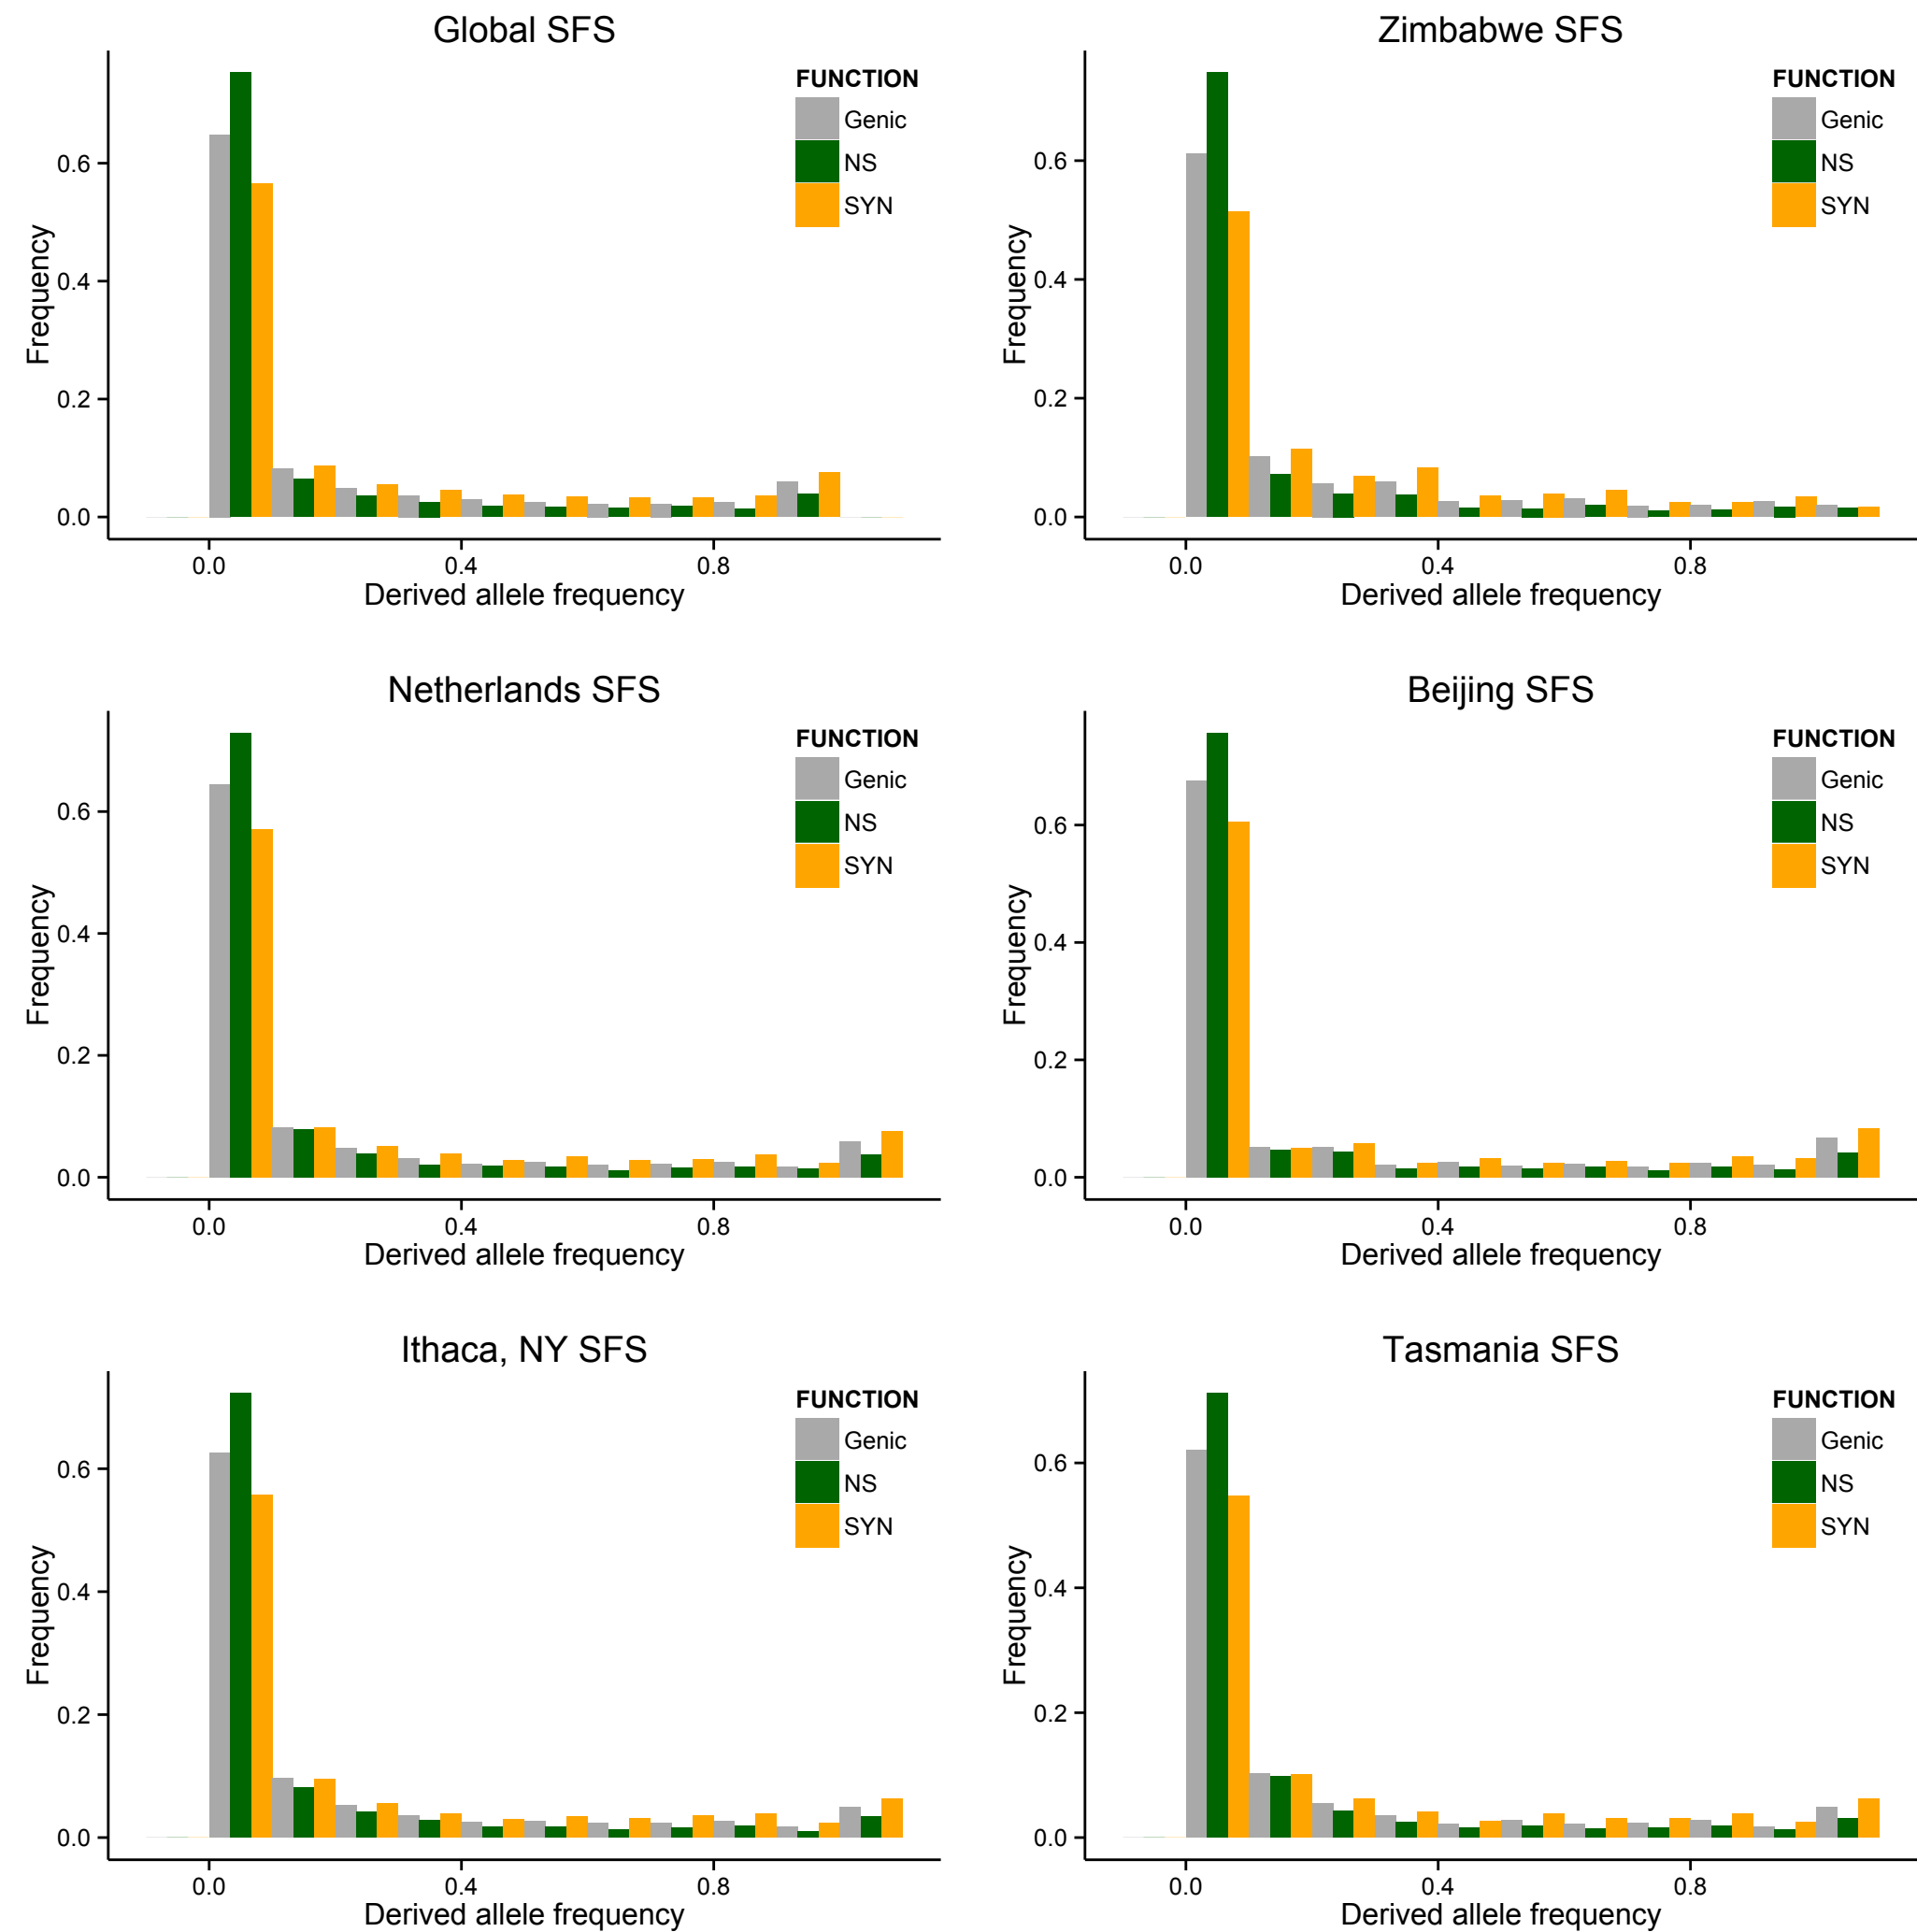 Global SFS
FUNCTION
Genic
NS
SYN
Frequency
0.6
0.4
0.2
0.0
0.0 0.4 0.8
Derived allele frequency
Zimbabwe SFS
FUNCTION
Genic
NS
SYN
Frequency
0.6
0.4
0.2
0.0
0.0 0.4 0.8
Derived allele frequency
Netherlands SFS
FUNCTION
Genic
NS
SYN
Frequency
0.6
0.4
0.2
0.0
0.0 0.4 0.8
Derived allele frequency
Beijing SFS
FUNCTION
Genic
NS
SYN
Frequency
0.6
0.4
0.2
0.0
0.0 0.4 0.8
Derived allele frequency
Ithaca, NY SFS
FUNCTION
Genic
NS
SYN
Frequency
0.6
0.4
0.2
0.0
0.0 0.4 0.8
Derived allele frequency
Tasmania SFS
FUNCTION
Genic
NS
SYN
Frequency
0.6
0.4
0.2
0.0
0.0 0.4 0.8
Derived allele frequency